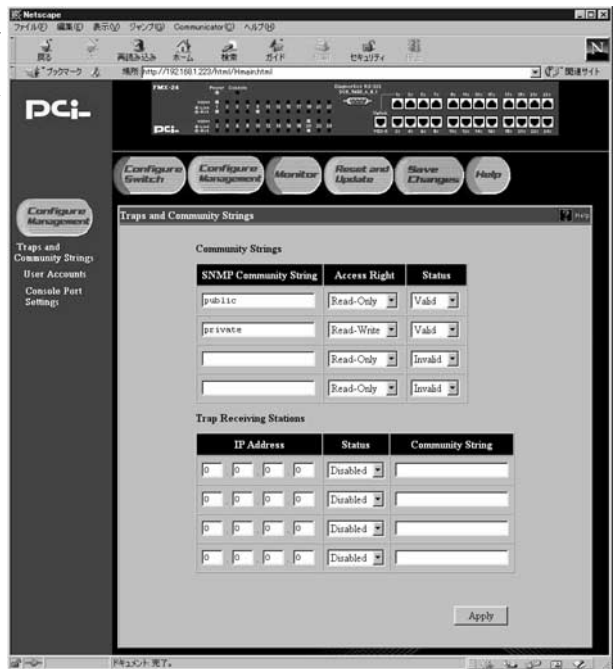 Netscape
ファイル(F) 編集(E) 表示(V) ジャンプ(G) Communicator(C) ヘルプ(H)
戻る 再読み込み ホーム 検索 ガイド セキュリティ
ブックマーク 場所 http://192.168.1.223/html/Hmain.html 関連サイト
PCi
FMX-24 Power Console
PCi
Configure Switch
Configure Management
Monitor
Reset and Update
Save Changes
Help
Configure Management
Traps and Community Strings
User Accounts
Console Port Settings
Traps and Community Strings
Help
Community Strings
SNMP Community String Access Right Status
public Read-Only Valid
private Read-Write Valid
Read-Only Invalid
Read-Only Invalid
Trap Receiving Stations
IP Address Status Community String
0 0 0 0 Disabled
0 0 0 0 Disabled
0 0 0 0 Disabled
0 0 0 0 Disabled
Apply
ドキュメント:完了。